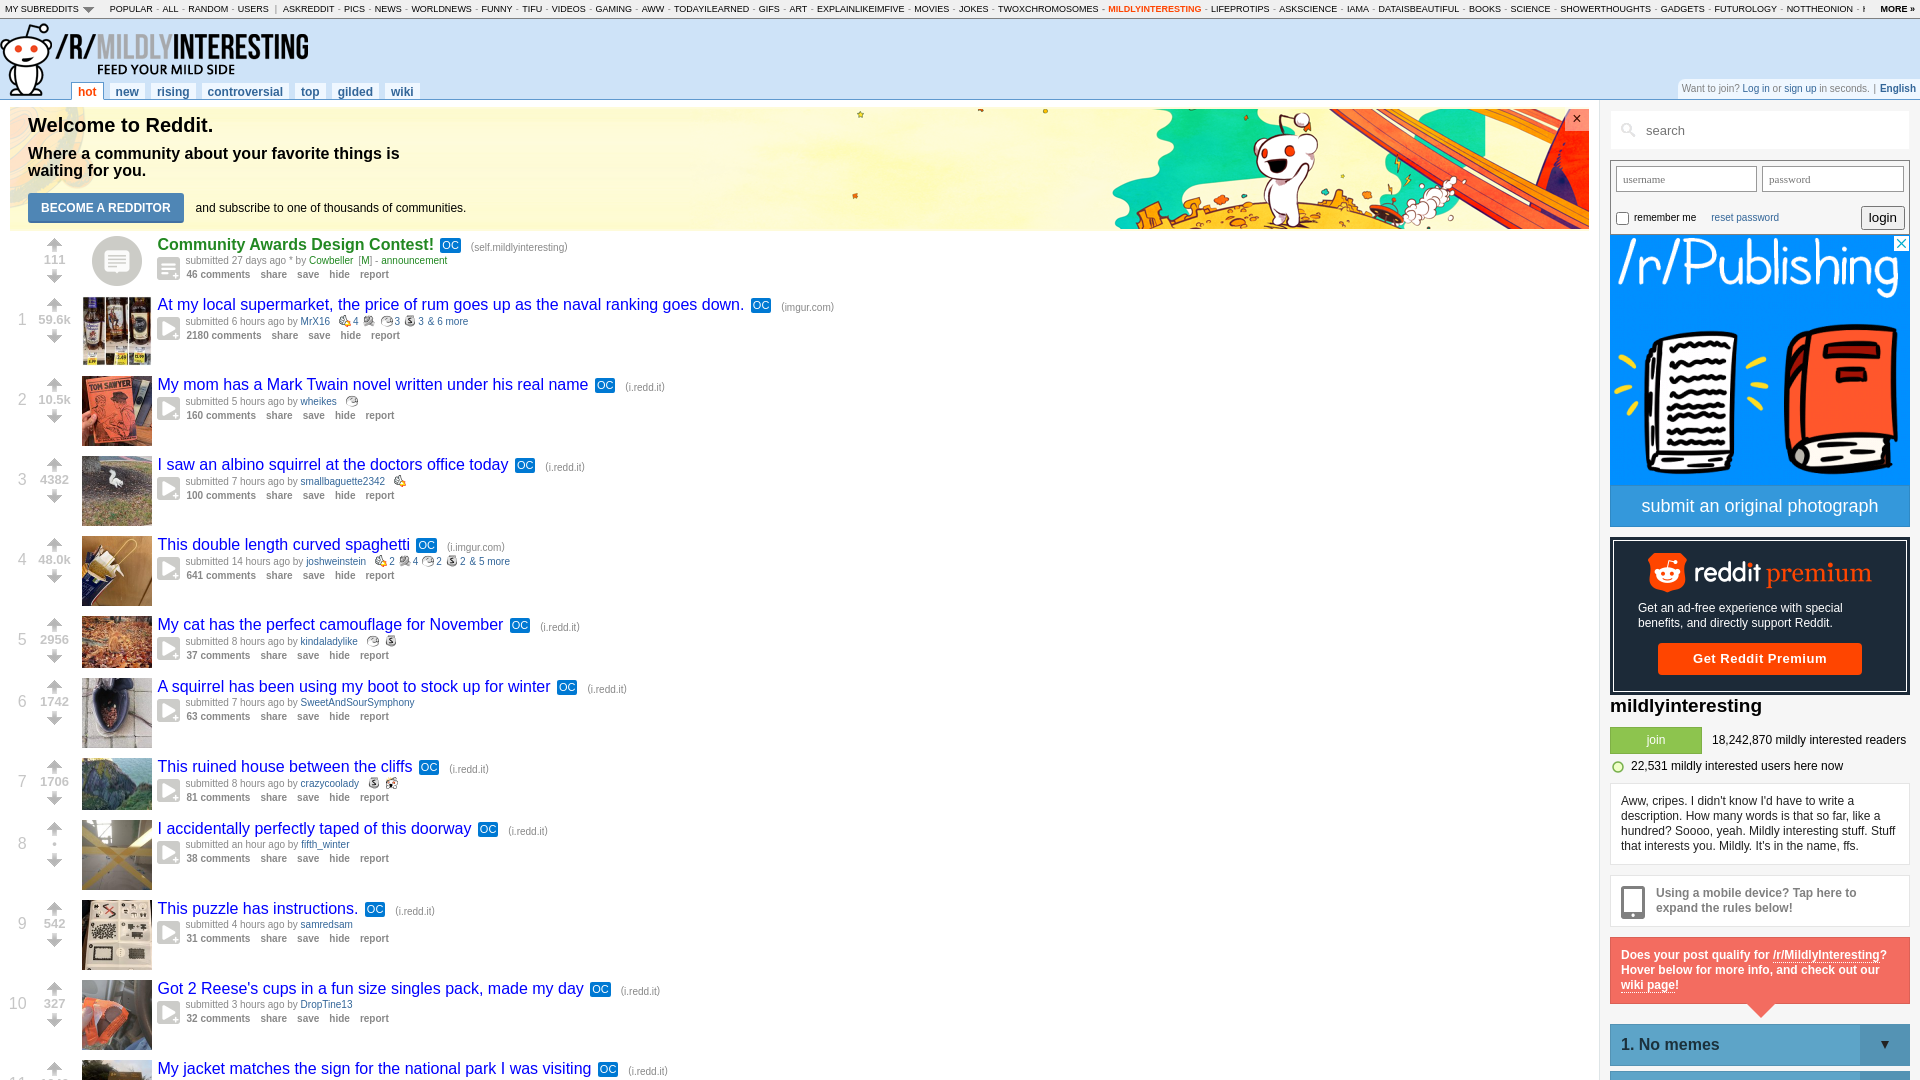 MY SUBREDDITS POPULAR - ALL - RANDOM - USERS | ASKREDDIT - PICS - NEWS - WORLDNEWS - FUNNY - TIFU - VIDEOS - GAMING - AWW - TODAYILEARNED - GIFS - ART - EXPLAINLIKEIMFIVE - MOVIES - JOKES - TWOXCHROMOSOMES - MILDLYINTERESTING - LIFEPROTIPS - ASKSCIENCE - IAMA - DATAISBEAUTIFUL - BOOKS - SCIENCE - SHOWERTHOUGHTS - GADGETS - FUTUROLOGY - NOTTHEONION - MORE »
/R/MILDLYINTERESTING
FEED YOUR MILD SIDE
hot new rising controversial top gilded wiki
Want to join? Log in or sign up in seconds. | English
Welcome to Reddit.
Where a community about your favorite things is
waiting for you.
BECOME A REDDITOR and subscribe to one of thousands of communities.
×
111
Community Awards Design Contest! OC (self.mildlyinteresting)
submitted 27 days ago * by Cowbeller [M] - announcement
46 comments share save hide report
1
59.6k
At my local supermarket, the price of rum goes up as the naval ranking goes down. OC (imgur.com)
submitted 6 hours ago by MrX16 4 3 3 & 6 more
2180 comments share save hide report
2
10.5k
TOM SAWYER
My mom has a Mark Twain novel written under his real name OC (i.redd.it)
submitted 5 hours ago by wheikes
160 comments share save hide report
3
4382
I saw an albino squirrel at the doctors office today OC (i.redd.it)
submitted 7 hours ago by smallbaguette2342
100 comments share save hide report
4
48.0k
This double length curved spaghetti OC (i.imgur.com)
submitted 14 hours ago by joshweinstein 2 4 2 2 & 5 more
641 comments share save hide report
5
2956
My cat has the perfect camouflage for November OC (i.redd.it)
submitted 8 hours ago by kindaladylike
37 comments share save hide report
6
1742
A squirrel has been using my boot to stock up for winter OC (i.redd.it)
submitted 7 hours ago by SweetAndSourSymphony
63 comments share save hide report
7
1706
This ruined house between the cliffs OC (i.redd.it)
submitted 8 hours ago by crazycoolady
81 comments share save hide report
8
•
I accidentally perfectly taped of this doorway OC (i.redd.it)
submitted an hour ago by fifth_winter
38 comments share save hide report
9
542
This puzzle has instructions. OC (i.redd.it)
submitted 4 hours ago by samredsam
31 comments share save hide report
10
327
Got 2 Reese's cups in a fun size singles pack, made my day OC (i.redd.it)
submitted 3 hours ago by DropTine13
32 comments share save hide report
My jacket matches the sign for the national park I was visiting OC (i.redd.it)
search
username password
remember me reset password login
/r/Publishing
submit an original photograph
reddit premium
Get an ad-free experience with special
benefits, and directly support Reddit.
Get Reddit Premium
mildlyinteresting
join 18,242,870 mildly interested readers
22,531 mildly interested users here now
Aww, cripes. I didn't know I'd have to write a
description. How many words is that so far, like a
hundred? Soooo, yeah. Mildly interesting stuff. Stuff
that interests you. Mildly. It's in the name, ffs.
Using a mobile device? Tap here to
expand the rules below!
Does your post qualify for /r/MildlyInteresting?
Hover below for more info, and check out our
wiki page!
1. No memes ▼